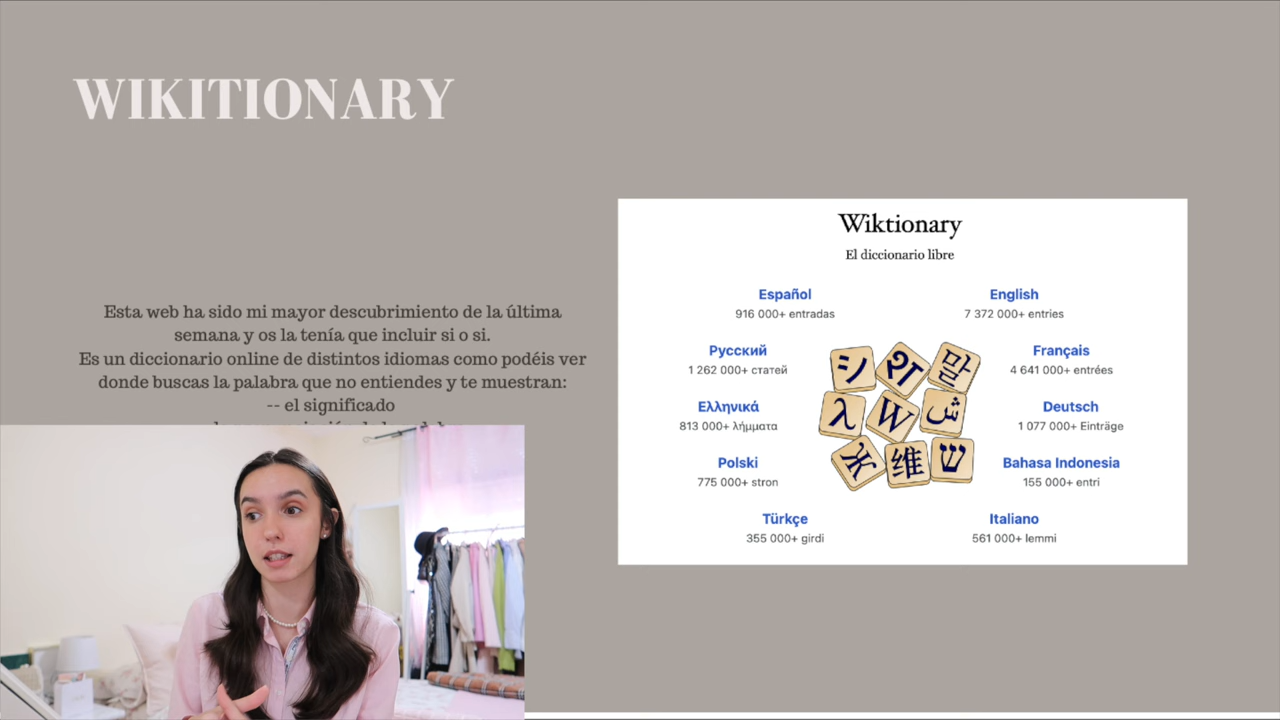 WIKITIONARY
Esta web ha sido mi mayor descubrimiento de la última
semana y os la tenía que incluir si o si.
Es un diccionario online de distintos idiomas como podéis ver
donde buscas la palabra que no entiendes y te muestran:
-- el significado
Wiktionary
El diccionario libre
Español
916 000+ entradas
English
7 372 000+ entries
Русский
1 262 000+ статей
Français
4 641 000+ entrées
Ελληνικά
813 000+ λήμματα
Deutsch
1 077 000+ Einträge
Polski
775 000+ stron
Bahasa Indonesia
155 000+ entri
Türkçe
355 000+ girdi
Italiano
561 000+ lemmi
シ
말
λ W ش
Ж 维 ש